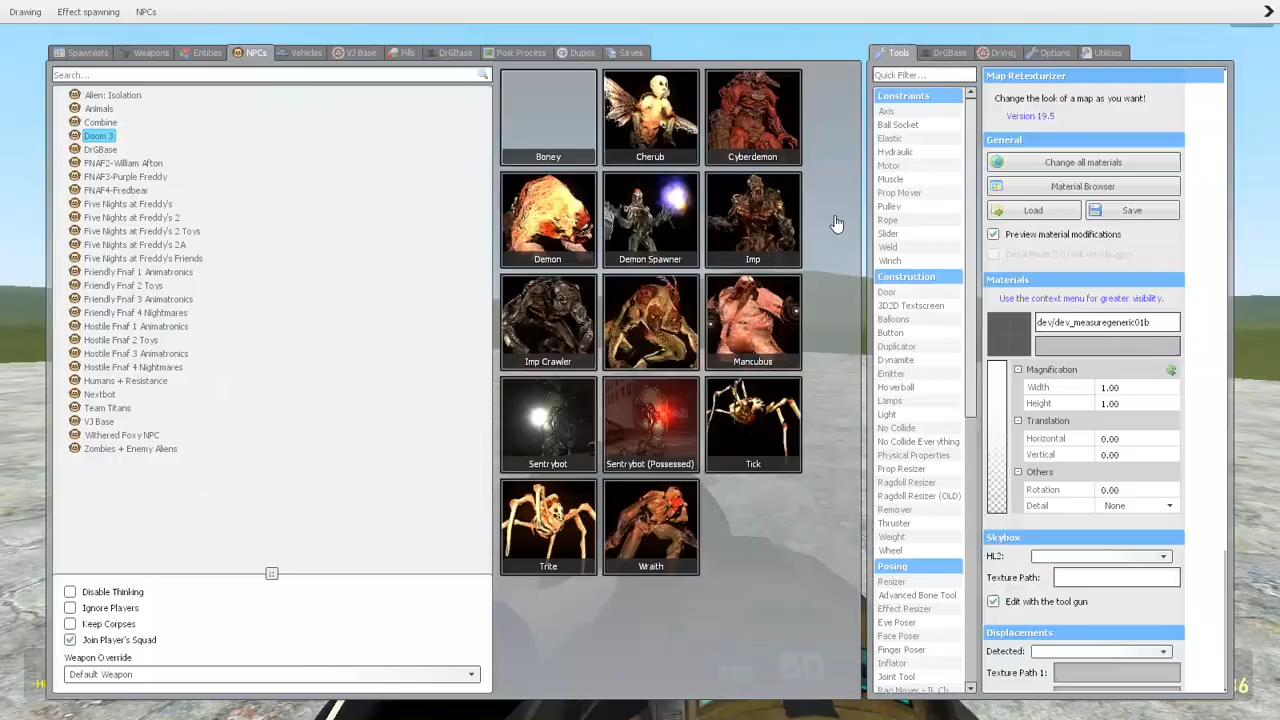 Drawing Effect spawning NPCs
Spawnlists Weapons Entities NPCs Vehicles VJ Base Pills DrGBase Post Process Dupes Saves
Search...
Alien: Isolation
Animals
Combine
Doom 3
DrGBase
FNAF2-William Afton
FNAF3-Purple Freddy
FNAF4-Fredbear
Five Nights at Freddy's
Five Nights at Freddy's 2
Five Nights at Freddy's 2 Toys
Five Nights at Freddy's 2A
Five Nights at Freddy's Friends
Friendly Fnaf 1 Animatronics
Friendly Fnaf 2 Toys
Friendly Fnaf 3 Animatronics
Friendly Fnaf 4 Nightmares
Hostile Fnaf 1 Animatronics
Hostile Fnaf 2 Toys
Hostile Fnaf 3 Animatronics
Hostile Fnaf 4 Nightmares
Humans + Resistance
Nextbot
Team Titans
VJ Base
Withered Foxy NPC
Zombies + Enemy Aliens
Disable Thinking
Ignore Players
Keep Corpses
Join Player's Squad
Weapon Override
Default Weapon
Boney Cherub Cyberdemon
Demon Demon Spawner Imp
Imp Crawler Mancubus
Sentrybot Sentrybot (Possessed) Tick
Trite Wraith
Tools DrGBase DrVrej Options Utilities
Quick Filter...
Constraints
Axis
Ball Socket
Elastic
Hydraulic
Motor
Muscle
Prop Mover
Pulley
Rope
Slider
Weld
Winch
Construction
Door
3D2D Textscreen
Balloons
Button
Duplicator
Dynamite
Emitter
Hoverball
Lamps
Light
No Collide
No Collide Everything
Physical Properties
Prop Resizer
Ragdoll Resizer
Ragdoll Resizer (OLD)
Remover
Thruster
Weight
Wheel
Posing
Resizer
Advanced Bone Tool
Effect Resizer
Eye Poser
Face Poser
Finger Poser
Inflator
Joint Tool
Map Retexturizer
Change the look of a map as you want!
Version 19.5
General
Change all materials
Material Browser
Load Save
Preview material modifications
Decal Mode 2.0 (still very buggy)
Materials
Use the context menu for greater visibility.
dev/dev_measuregeneric01b
Magnification
Width 1.00
Height 1.00
Translation
Horizontal 0.00
Vertical 0.00
Others
Rotation 0.00
Detail None
Skybox
HL2:
Texture Path:
Edit with the tool gun
Displacements
Detected:
Texture Path 1: